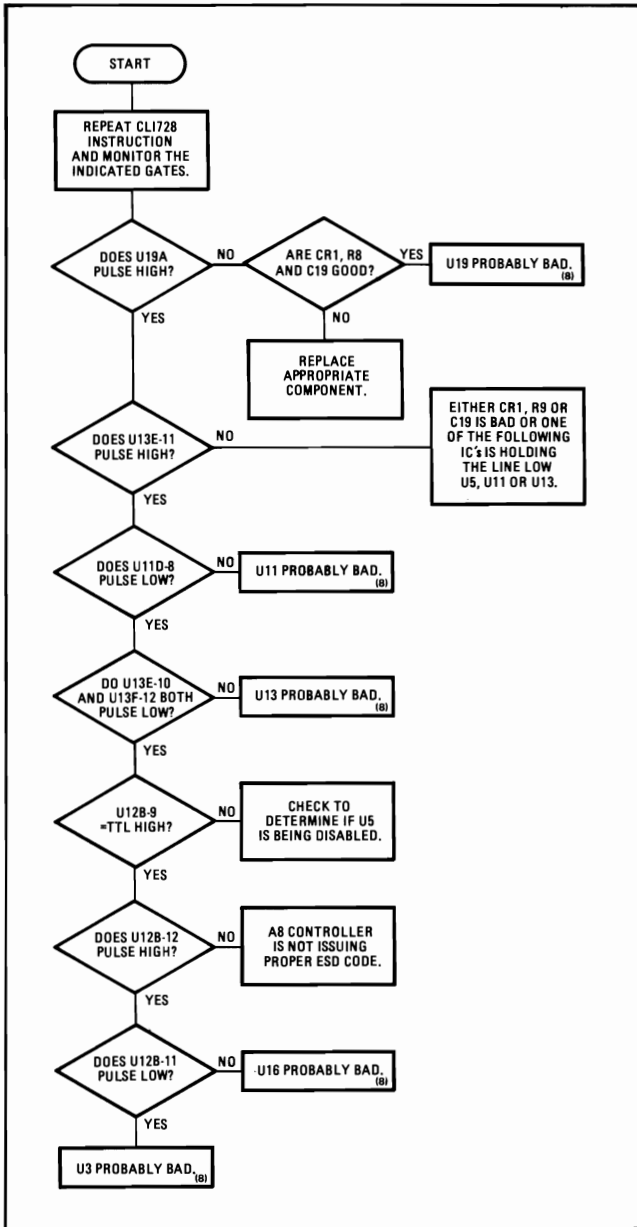 START
REPEAT CLI728
INSTRUCTION
AND MONITOR THE
INDICATED GATES.
DOES U19A
PULSE HIGH?
NO
ARE CR1, R8
AND C19 GOOD?
YES
U19 PROBABLY BAD.
(8)
YES
NO
REPLACE
APPROPRIATE
COMPONENT.
DOES U13E-11
PULSE HIGH?
NO
EITHER CR1, R9 OR
C19 IS BAD OR ONE
OF THE FOLLOWING
IC's IS HOLDING
THE LINE LOW
U5, U11 OR U13.
YES
DOES U11D-8
PULSE LOW?
NO
U11 PROBABLY BAD.
(8)
YES
DO U13E-10
AND U13F-12 BOTH
PULSE LOW?
NO
U13 PROBABLY BAD.
(8)
YES
U12B-9
=TTL HIGH?
NO
CHECK TO
DETERMINE IF U5
IS BEING DISABLED.
YES
DOES U12B-12
PULSE HIGH?
NO
A8 CONTROLLER
IS NOT ISSUING
PROPER ESD CODE.
YES
DOES U12B-11
PULSE LOW?
NO
U16 PROBABLY BAD.
(8)
YES
U3 PROBABLY BAD.
(8)